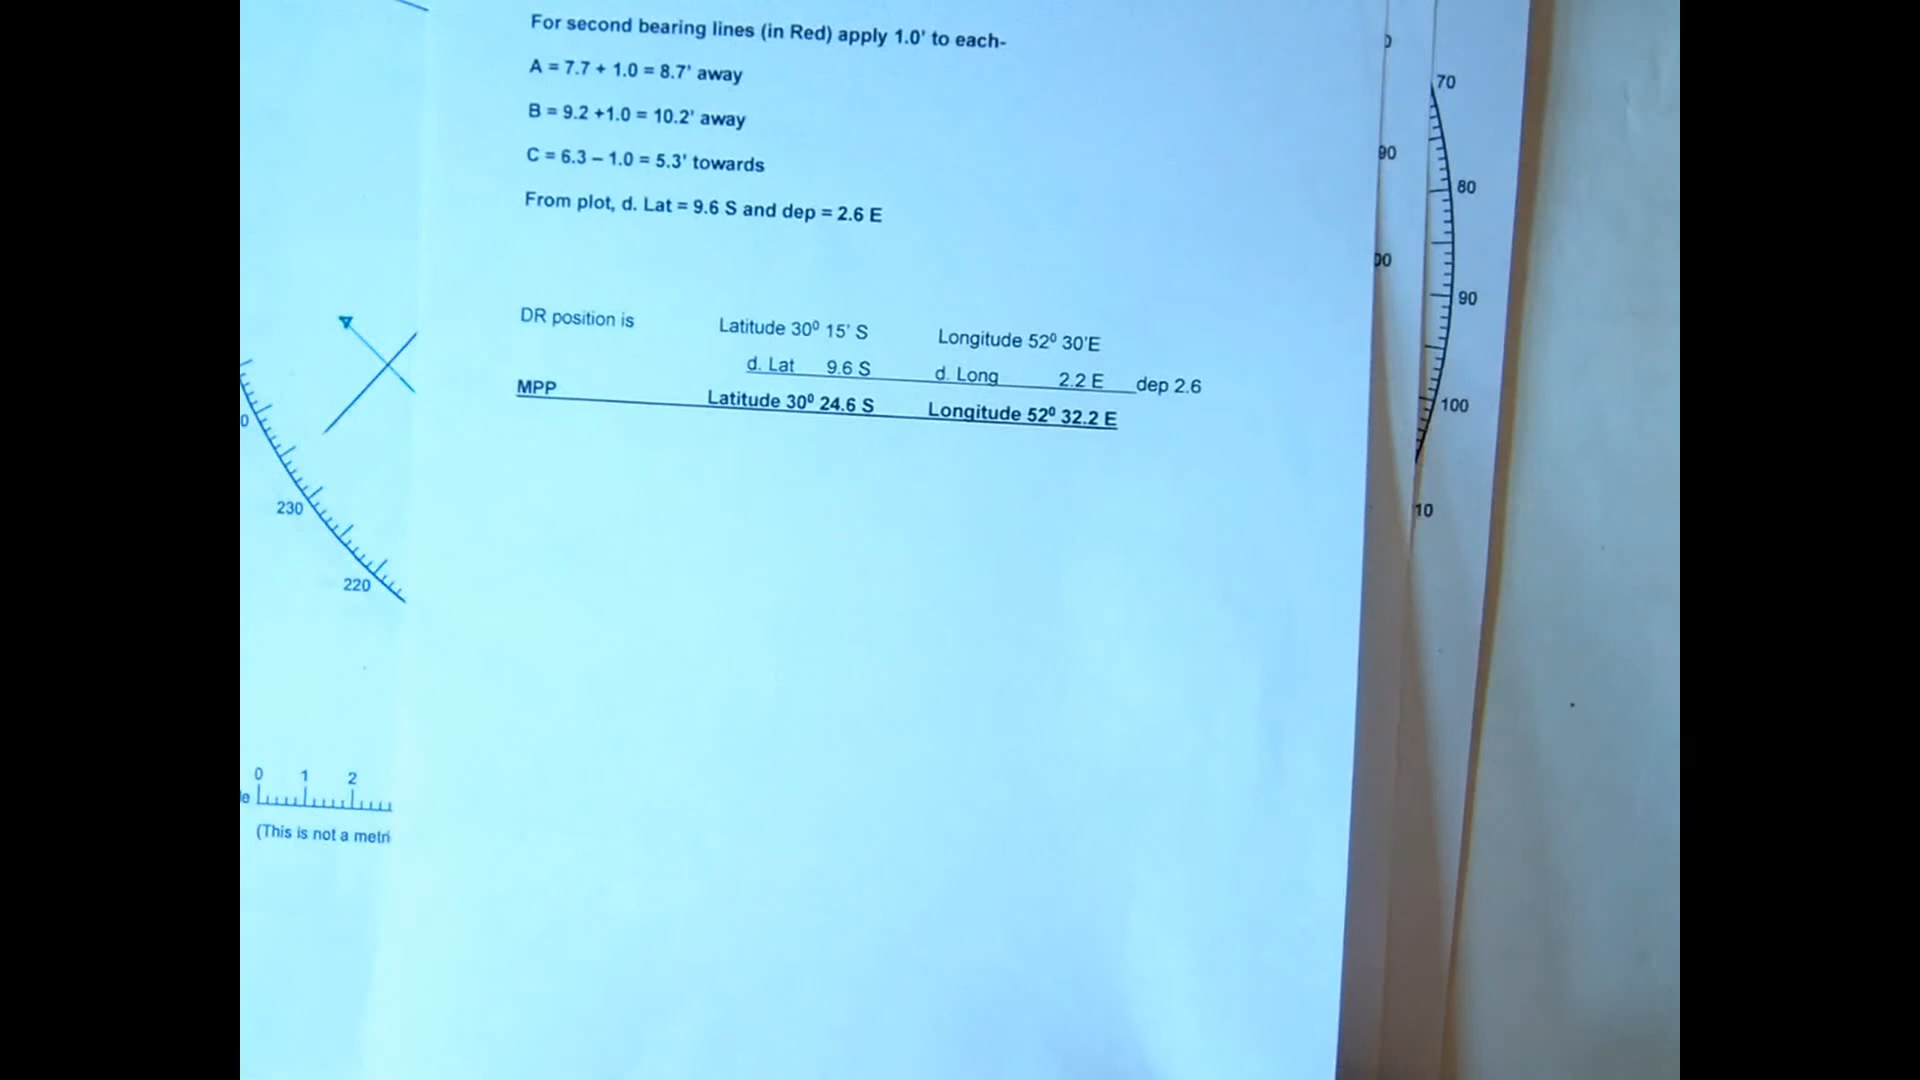 For second bearing lines (in Red) apply 1.0' to each-
A = 7.7 + 1.0 = 8.7' away
B = 9.2 +1.0 = 10.2' away
C = 6.3 – 1.0 = 5.3' towards
From plot, d. Lat = 9.6 S and dep = 2.6 E
DR position is Latitude 30⁰ 15' S Longitude 52⁰ 30'E
d. Lat 9.6 S d. Long 2.2 E dep 2.6
MPP Latitude 30⁰ 24.6 S Longitude 52⁰ 32.2 E
230
220
0 1 2
(This is not a metri
70
80
90
100
90
00
10